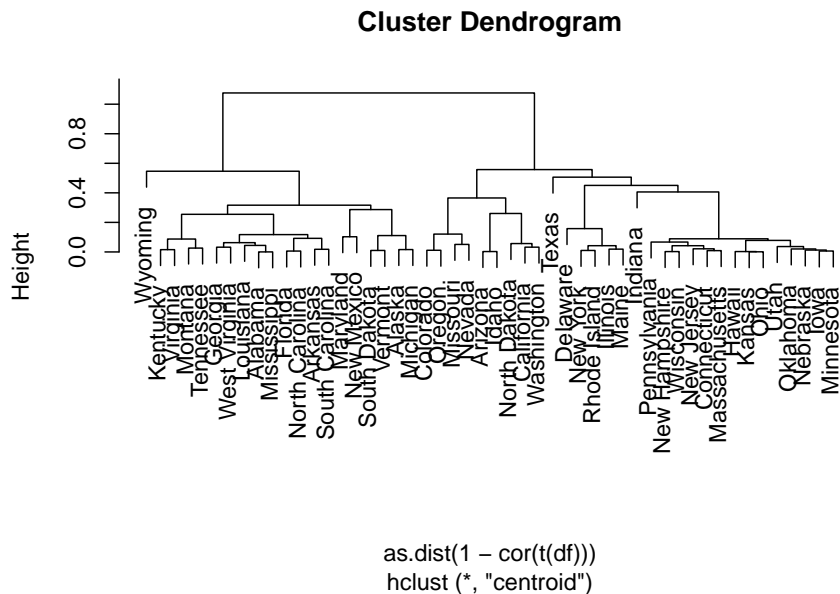 Cluster Dendrogram
Height
0.0
0.4
0.8
Wyoming
Kentucky
Virginia
Montana
Tennessee
Georgia
West Virginia
Louisiana
Alabama
Mississippi
Florida
North Carolina
Arkansas
South Carolina
Maryland
New Mexico
South Dakota
Vermont
Alaska
Michigan
Colorado
Oregon
Missouri
Nevada
Arizona
Idaho
North Dakota
California
Washington
Texas
Delaware
New York
Rhode Island
Illinois
Maine
Indiana
Pennsylvania
New Hampshire
Wisconsin
New Jersey
Connecticut
Massachusetts
Hawaii
Kansas
Ohio
Utah
Oklahoma
Nebraska
Iowa
Minnesota
as.dist(1 − cor(t(df)))
hclust (*, "centroid")